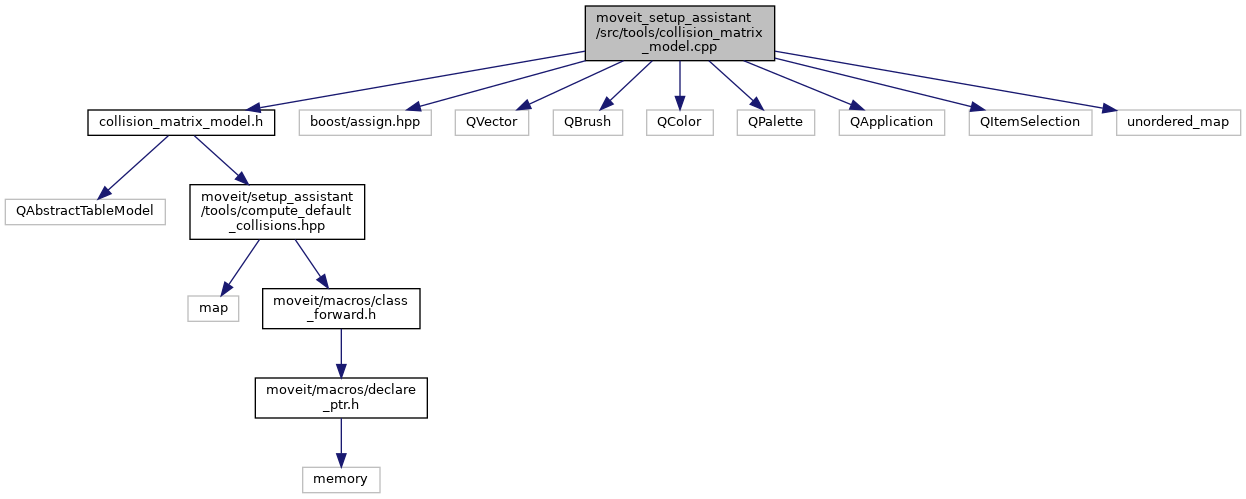 moveit_setup_assistant
/src/tools/collision_matrix
_model.cpp
collision_matrix_model.h
boost/assign.hpp
QVector
QBrush
QColor
QPalette
QApplication
QItemSelection
unordered_map
QAbstractTableModel
moveit/setup_assistant
/tools/compute_default
_collisions.hpp
map
moveit/macros/class
_forward.h
moveit/macros/declare
_ptr.h
memory